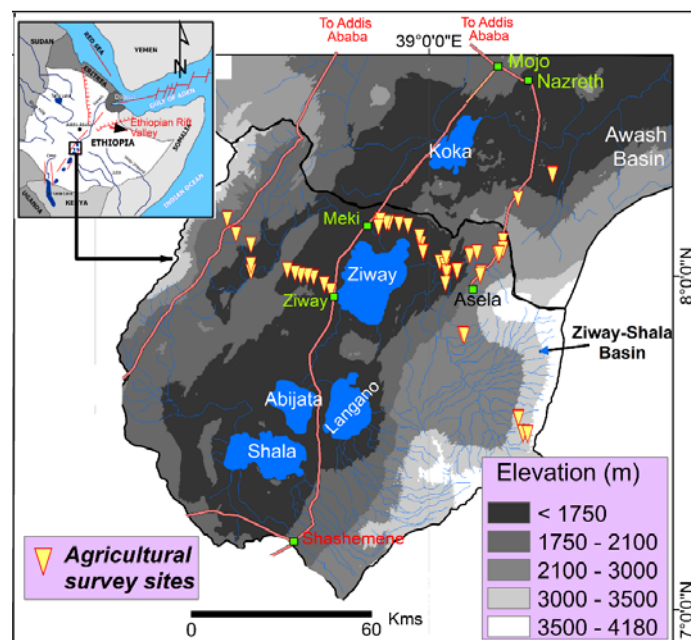 To Addis
Ababa
39°0'0"E
To Addis
Ababa
SUDAN
RED SEA
YEMEN
N
ERITREA
GULF OF ADEN
Ethiopian Rift
Valley
ETHIOPIA
SOMALIA
UGANDA
KENYA
INDIAN OCEAN
Mojo
Nazreth
Koka
Awash
Basin
Meki
Ziway
8°0'0"N
Ziway
Asela
Ziway-Shala
Basin
Abijata
Langano
Shala
Shashemene
Elevation (m)
< 1750
1750 - 2100
2100 - 3000
3000 - 3500
3500 - 4180
Agricultural
survey sites
0
60
Kms
7°0'0"N